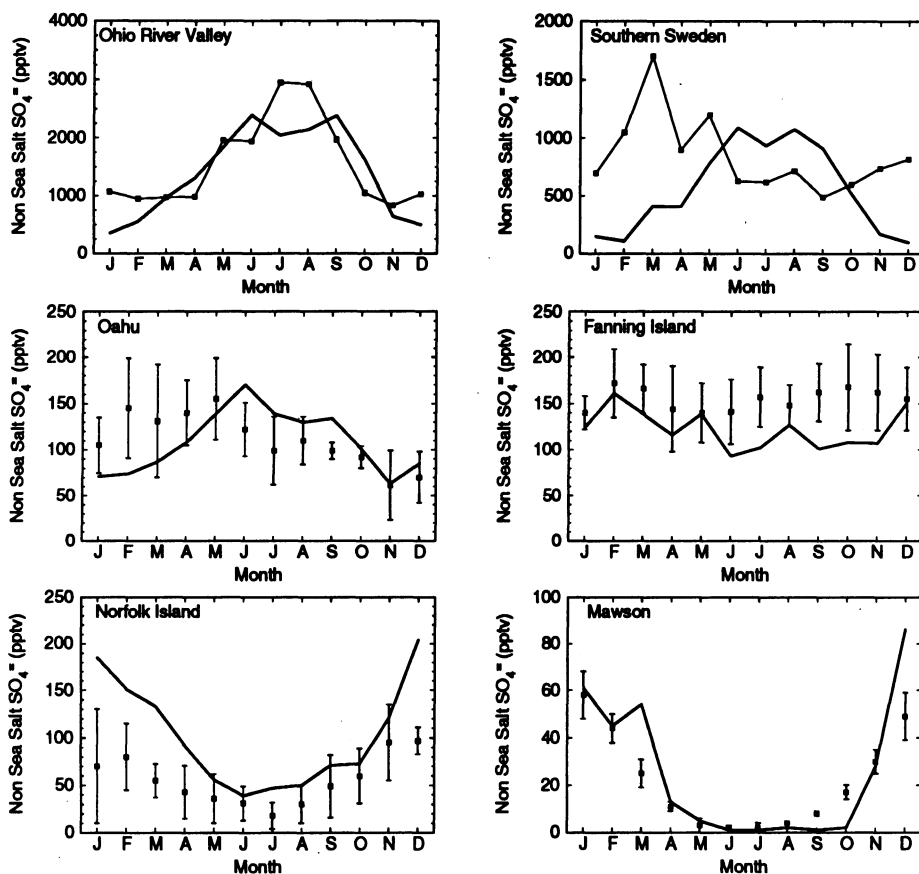 Ohio River Valley
Non Sea Salt SO₄⁼ (pptv)
4000
3000
2000
1000
0
J F M A M J J A S O N D
Month
Southern Sweden
Non Sea Salt SO₄⁼ (pptv)
2000
1500
1000
500
0
J F M A M J J A S O N D
Month
Oahu
Non Sea Salt SO₄⁼ (pptv)
250
200
150
100
50
0
J F M A M J J A S O N D
Month
Fanning Island
Non Sea Salt SO₄⁼ (pptv)
250
200
150
100
50
0
J F M A M J J A S O N D
Month
Norfolk Island
Non Sea Salt SO₄⁼ (pptv)
250
200
150
100
50
0
J F M A M J J A S O N D
Month
Mawson
Non Sea Salt SO₄⁼ (pptv)
100
80
60
40
20
0
J F M A M J J A S O N D
Month